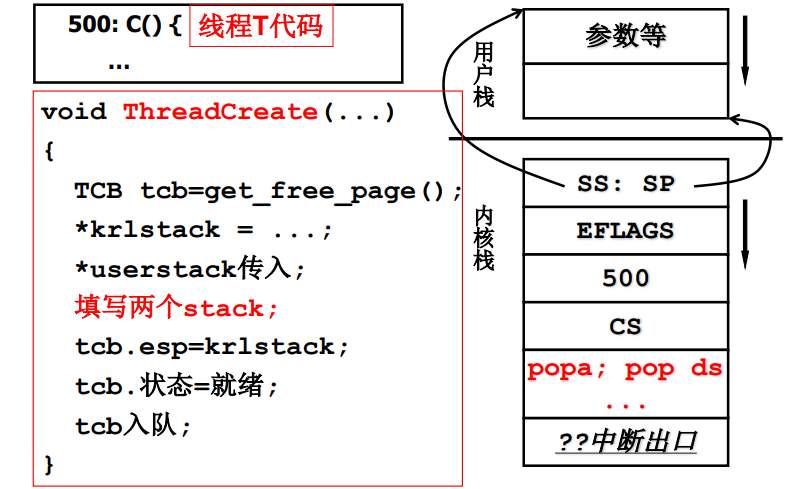 500: C() { 线程T代码
...
void ThreadCreate(...)
{
TCB tcb=get_free_page();
*krlstack = ...;
*userstack传入;
填写两个stack;
tcb.esp=krlstack;
tcb.状态=就绪;
tcb入队;
}
用户栈
参数等
内核栈
SS: SP
EFLAGS
500
CS
popa; pop ds
...
??中断出口